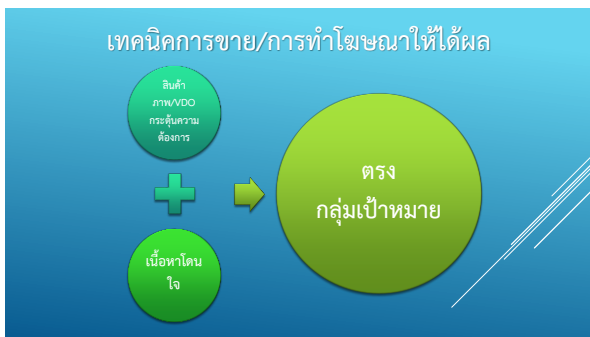 เทคนิคการขาย/การทำโฆษณาให้ได้ผล
สินค้า
ภาพ/VDO
กระตุ้นความ
ต้องการ
เนื้อหาโดน
ใจ
ตรง
กลุ่มเป้าหมาย